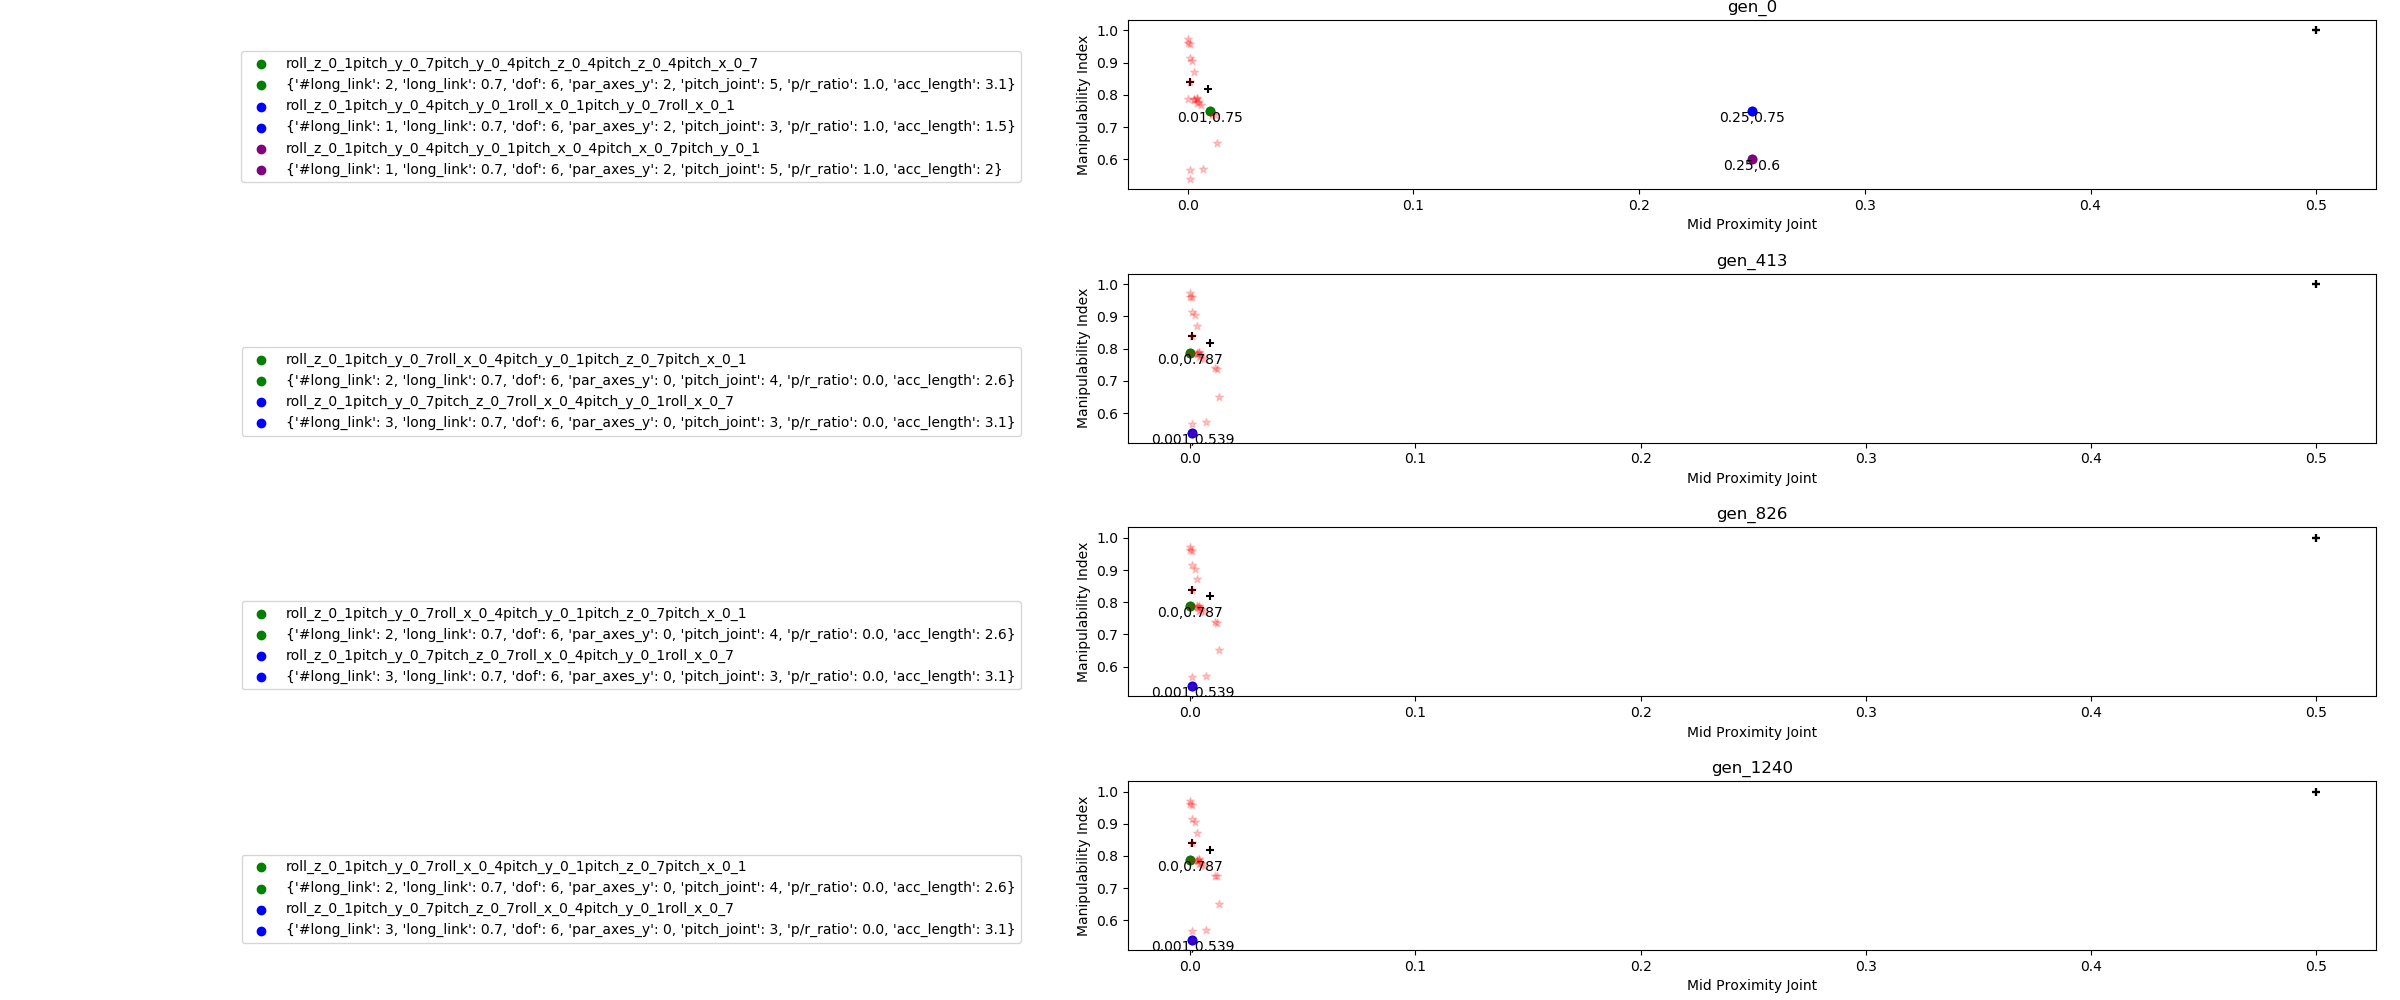 roll_z_0_1pitch_y_0_7pitch_y_0_4pitch_z_0_4pitch_z_0_4pitch_x_0_7
{'#long_link': 2, 'long_link': 0.7, 'dof': 6, 'par_axes_y': 2, 'pitch_joint': 5, 'p/r_ratio': 1.0, 'acc_length': 3.1}
roll_z_0_1pitch_y_0_4pitch_y_0_1roll_x_0_1pitch_y_0_7roll_x_0_1
{'#long_link': 1, 'long_link': 0.7, 'dof': 6, 'par_axes_y': 2, 'pitch_joint': 3, 'p/r_ratio': 1.0, 'acc_length': 1.5}
roll_z_0_1pitch_y_0_4pitch_y_0_1pitch_x_0_4pitch_x_0_7pitch_y_0_1
{'#long_link': 1, 'long_link': 0.7, 'dof': 6, 'par_axes_y': 2, 'pitch_joint': 5, 'p/r_ratio': 1.0, 'acc_length': 2}
gen_0
Manipulability Index
1.0
0.9
0.8
0.7
0.6
0.01,0.75
0.25,0.75
0.25,0.6
0.0 0.1 0.2 0.3 0.4 0.5
Mid Proximity Joint
roll_z_0_1pitch_y_0_7roll_x_0_4pitch_y_0_1pitch_z_0_7pitch_x_0_1
{'#long_link': 2, 'long_link': 0.7, 'dof': 6, 'par_axes_y': 0, 'pitch_joint': 4, 'p/r_ratio': 0.0, 'acc_length': 2.6}
roll_z_0_1pitch_y_0_7pitch_z_0_7roll_x_0_4pitch_y_0_1roll_x_0_7
{'#long_link': 3, 'long_link': 0.7, 'dof': 6, 'par_axes_y': 0, 'pitch_joint': 3, 'p/r_ratio': 0.0, 'acc_length': 3.1}
gen_413
Manipulability Index
1.0
0.9
0.8
0.7
0.6
0.0,0.787
0.001,0.539
0.0 0.1 0.2 0.3 0.4 0.5
Mid Proximity Joint
roll_z_0_1pitch_y_0_7roll_x_0_4pitch_y_0_1pitch_z_0_7pitch_x_0_1
{'#long_link': 2, 'long_link': 0.7, 'dof': 6, 'par_axes_y': 0, 'pitch_joint': 4, 'p/r_ratio': 0.0, 'acc_length': 2.6}
roll_z_0_1pitch_y_0_7pitch_z_0_7roll_x_0_4pitch_y_0_1roll_x_0_7
{'#long_link': 3, 'long_link': 0.7, 'dof': 6, 'par_axes_y': 0, 'pitch_joint': 3, 'p/r_ratio': 0.0, 'acc_length': 3.1}
gen_826
Manipulability Index
1.0
0.9
0.8
0.7
0.6
0.0,0.787
0.001,0.539
0.0 0.1 0.2 0.3 0.4 0.5
Mid Proximity Joint
roll_z_0_1pitch_y_0_7roll_x_0_4pitch_y_0_1pitch_z_0_7pitch_x_0_1
{'#long_link': 2, 'long_link': 0.7, 'dof': 6, 'par_axes_y': 0, 'pitch_joint': 4, 'p/r_ratio': 0.0, 'acc_length': 2.6}
roll_z_0_1pitch_y_0_7pitch_z_0_7roll_x_0_4pitch_y_0_1roll_x_0_7
{'#long_link': 3, 'long_link': 0.7, 'dof': 6, 'par_axes_y': 0, 'pitch_joint': 3, 'p/r_ratio': 0.0, 'acc_length': 3.1}
gen_1240
Manipulability Index
1.0
0.9
0.8
0.7
0.6
0.0,0.787
0.001,0.539
0.0 0.1 0.2 0.3 0.4 0.5
Mid Proximity Joint